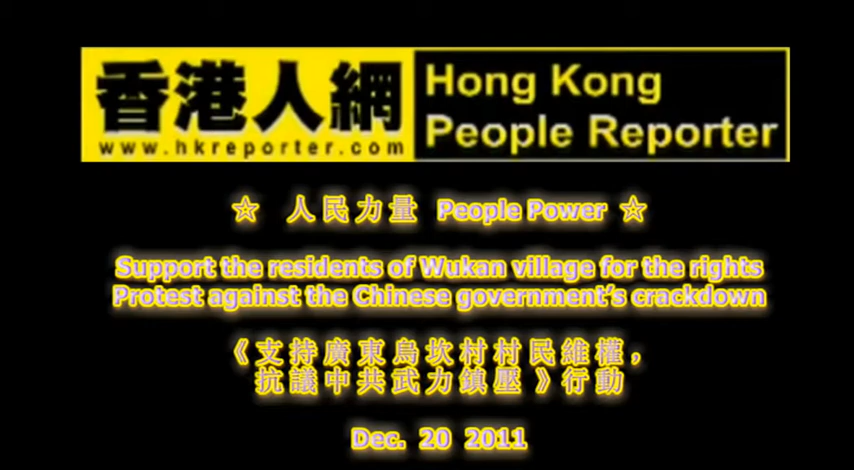 香港人網
www.hkreporter.com
Hong Kong
People Reporter
☆ 人民力量 People Power ☆
Support the residents of Wukan village for the rights
Protest against the Chinese government's crackdown
《支持廣東烏坎村村民維權，
抗議中共武力鎮壓》行動
Dec. 20 2011